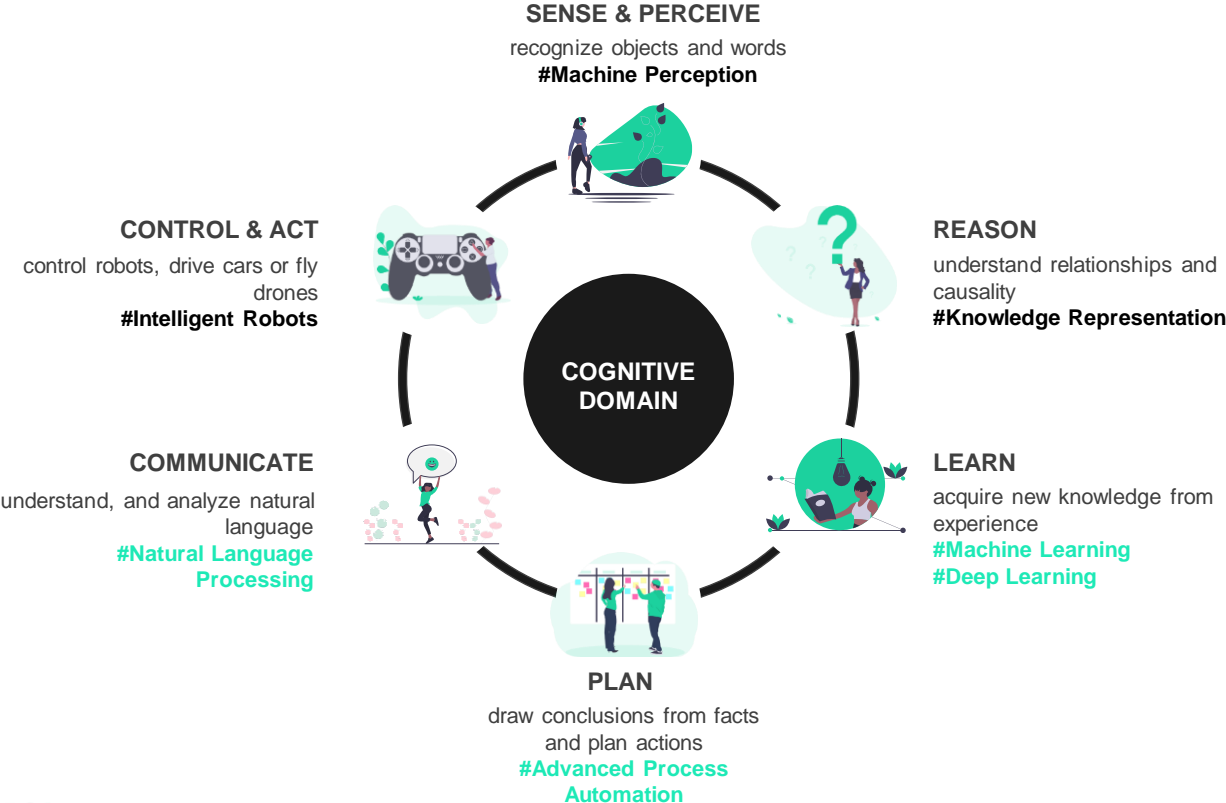 SENSE & PERCEIVE
recognize objects and words
#Machine Perception
CONTROL & ACT
control robots, drive cars or fly
drones
#Intelligent Robots
REASON
understand relationships and
causality
#Knowledge Representation
COGNITIVE
DOMAIN
COMMUNICATE
understand, and analyze natural
language
#Natural Language
Processing
LEARN
acquire new knowledge from
experience
#Machine Learning
#Deep Learning
PLAN
draw conclusions from facts
and plan actions
#Advanced Process
Automation